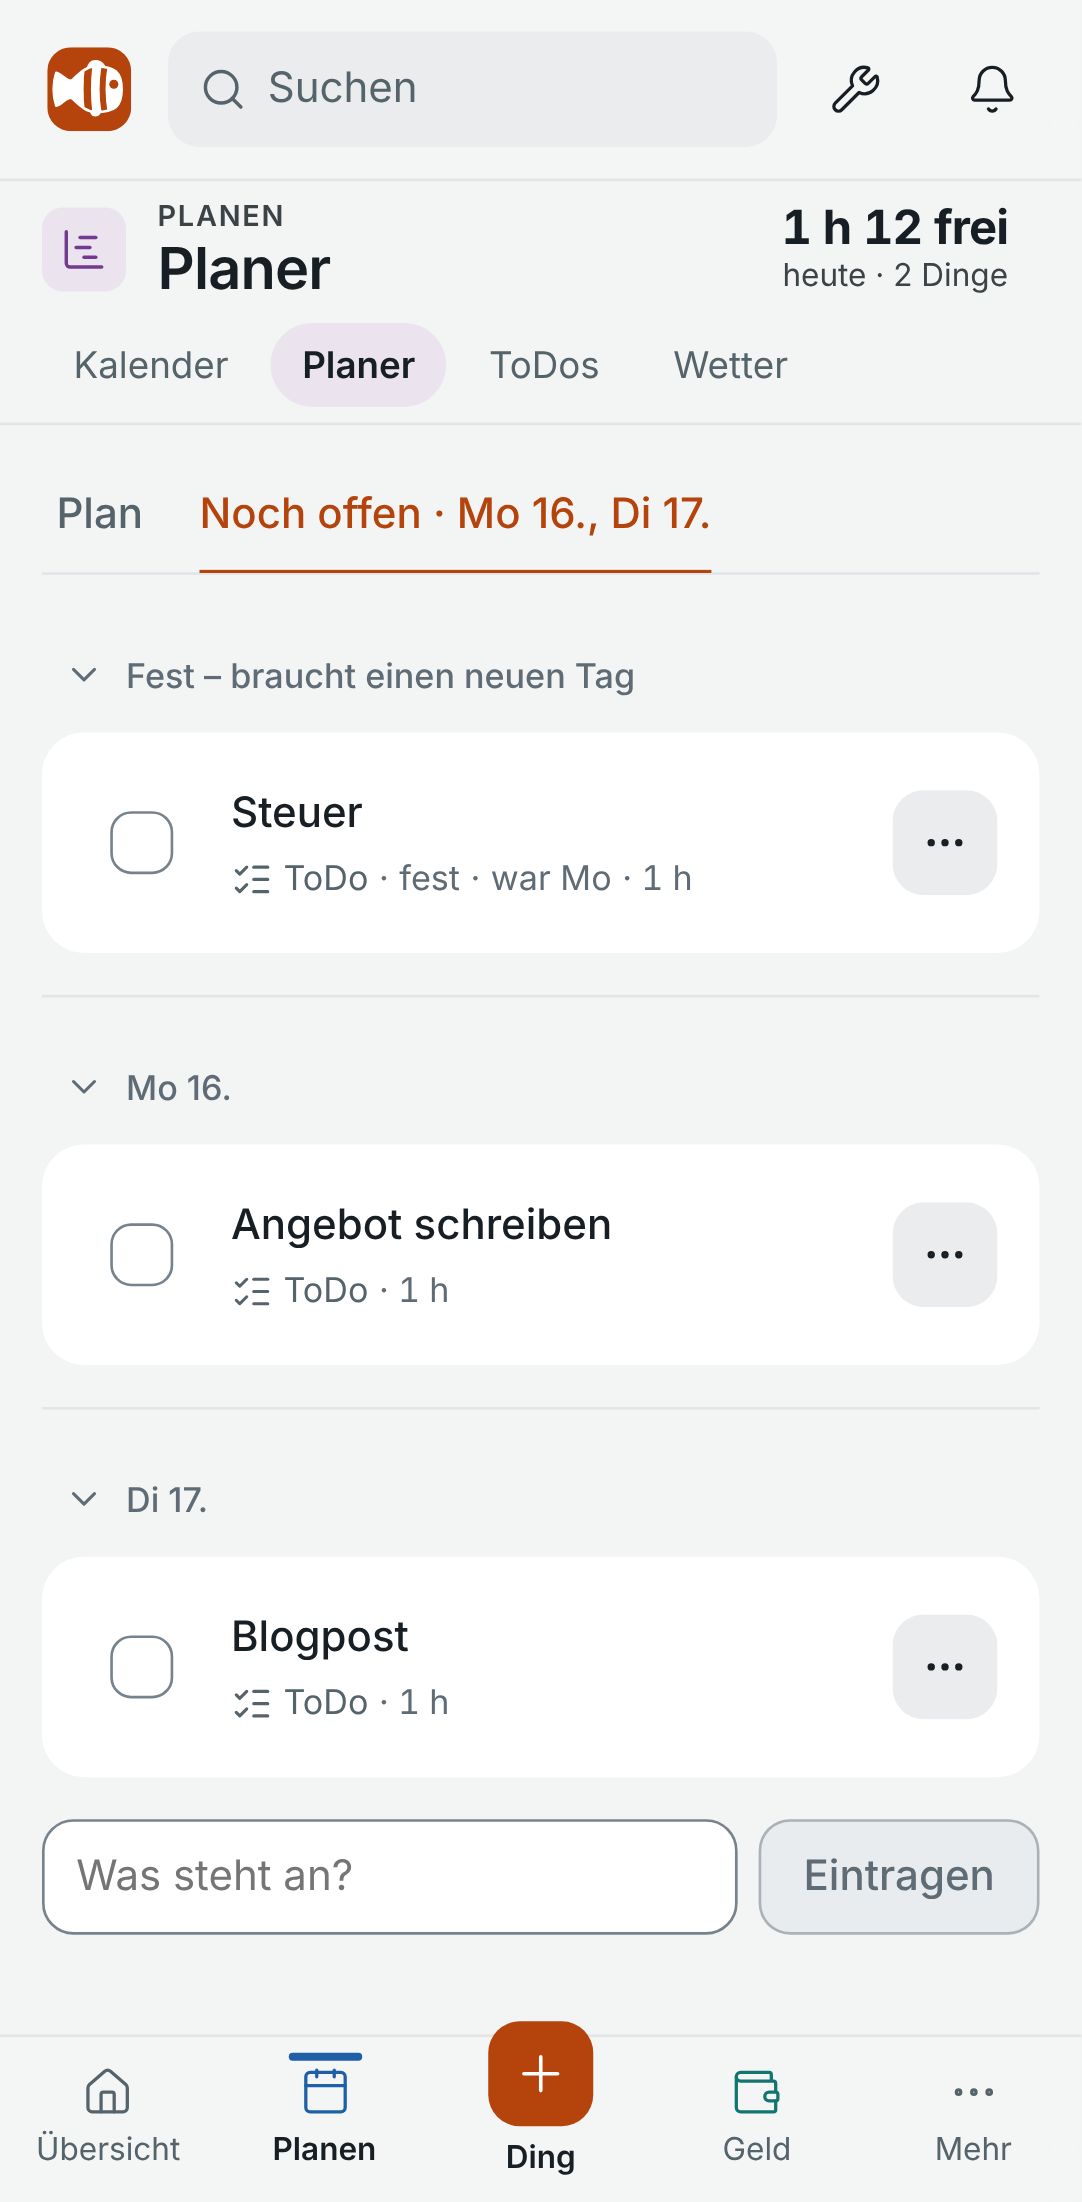 Suchen
PLANEN
Planer
1 h 12 frei
heute · 2 Dinge
Kalender
Planer
ToDos
Wetter
Plan
Noch offen · Mo 16., Di 17.
Fest – braucht einen neuen Tag
Steuer
ToDo · fest · war Mo · 1 h
Mo 16.
Angebot schreiben
ToDo · 1 h
Di 17.
Blogpost
ToDo · 1 h
Was steht an?
Eintragen
Übersicht
Planen
Ding
Geld
Mehr